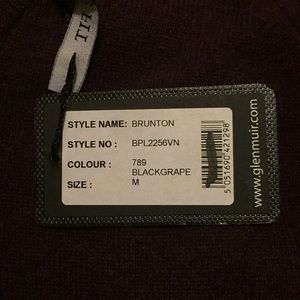 STYLE NAME: BRUNTON
STYLE NO : BPL2256VN
COLOUR : 789
BLACKGRAPE
SIZE : M
5 051690 421298
www.glenmuir.com